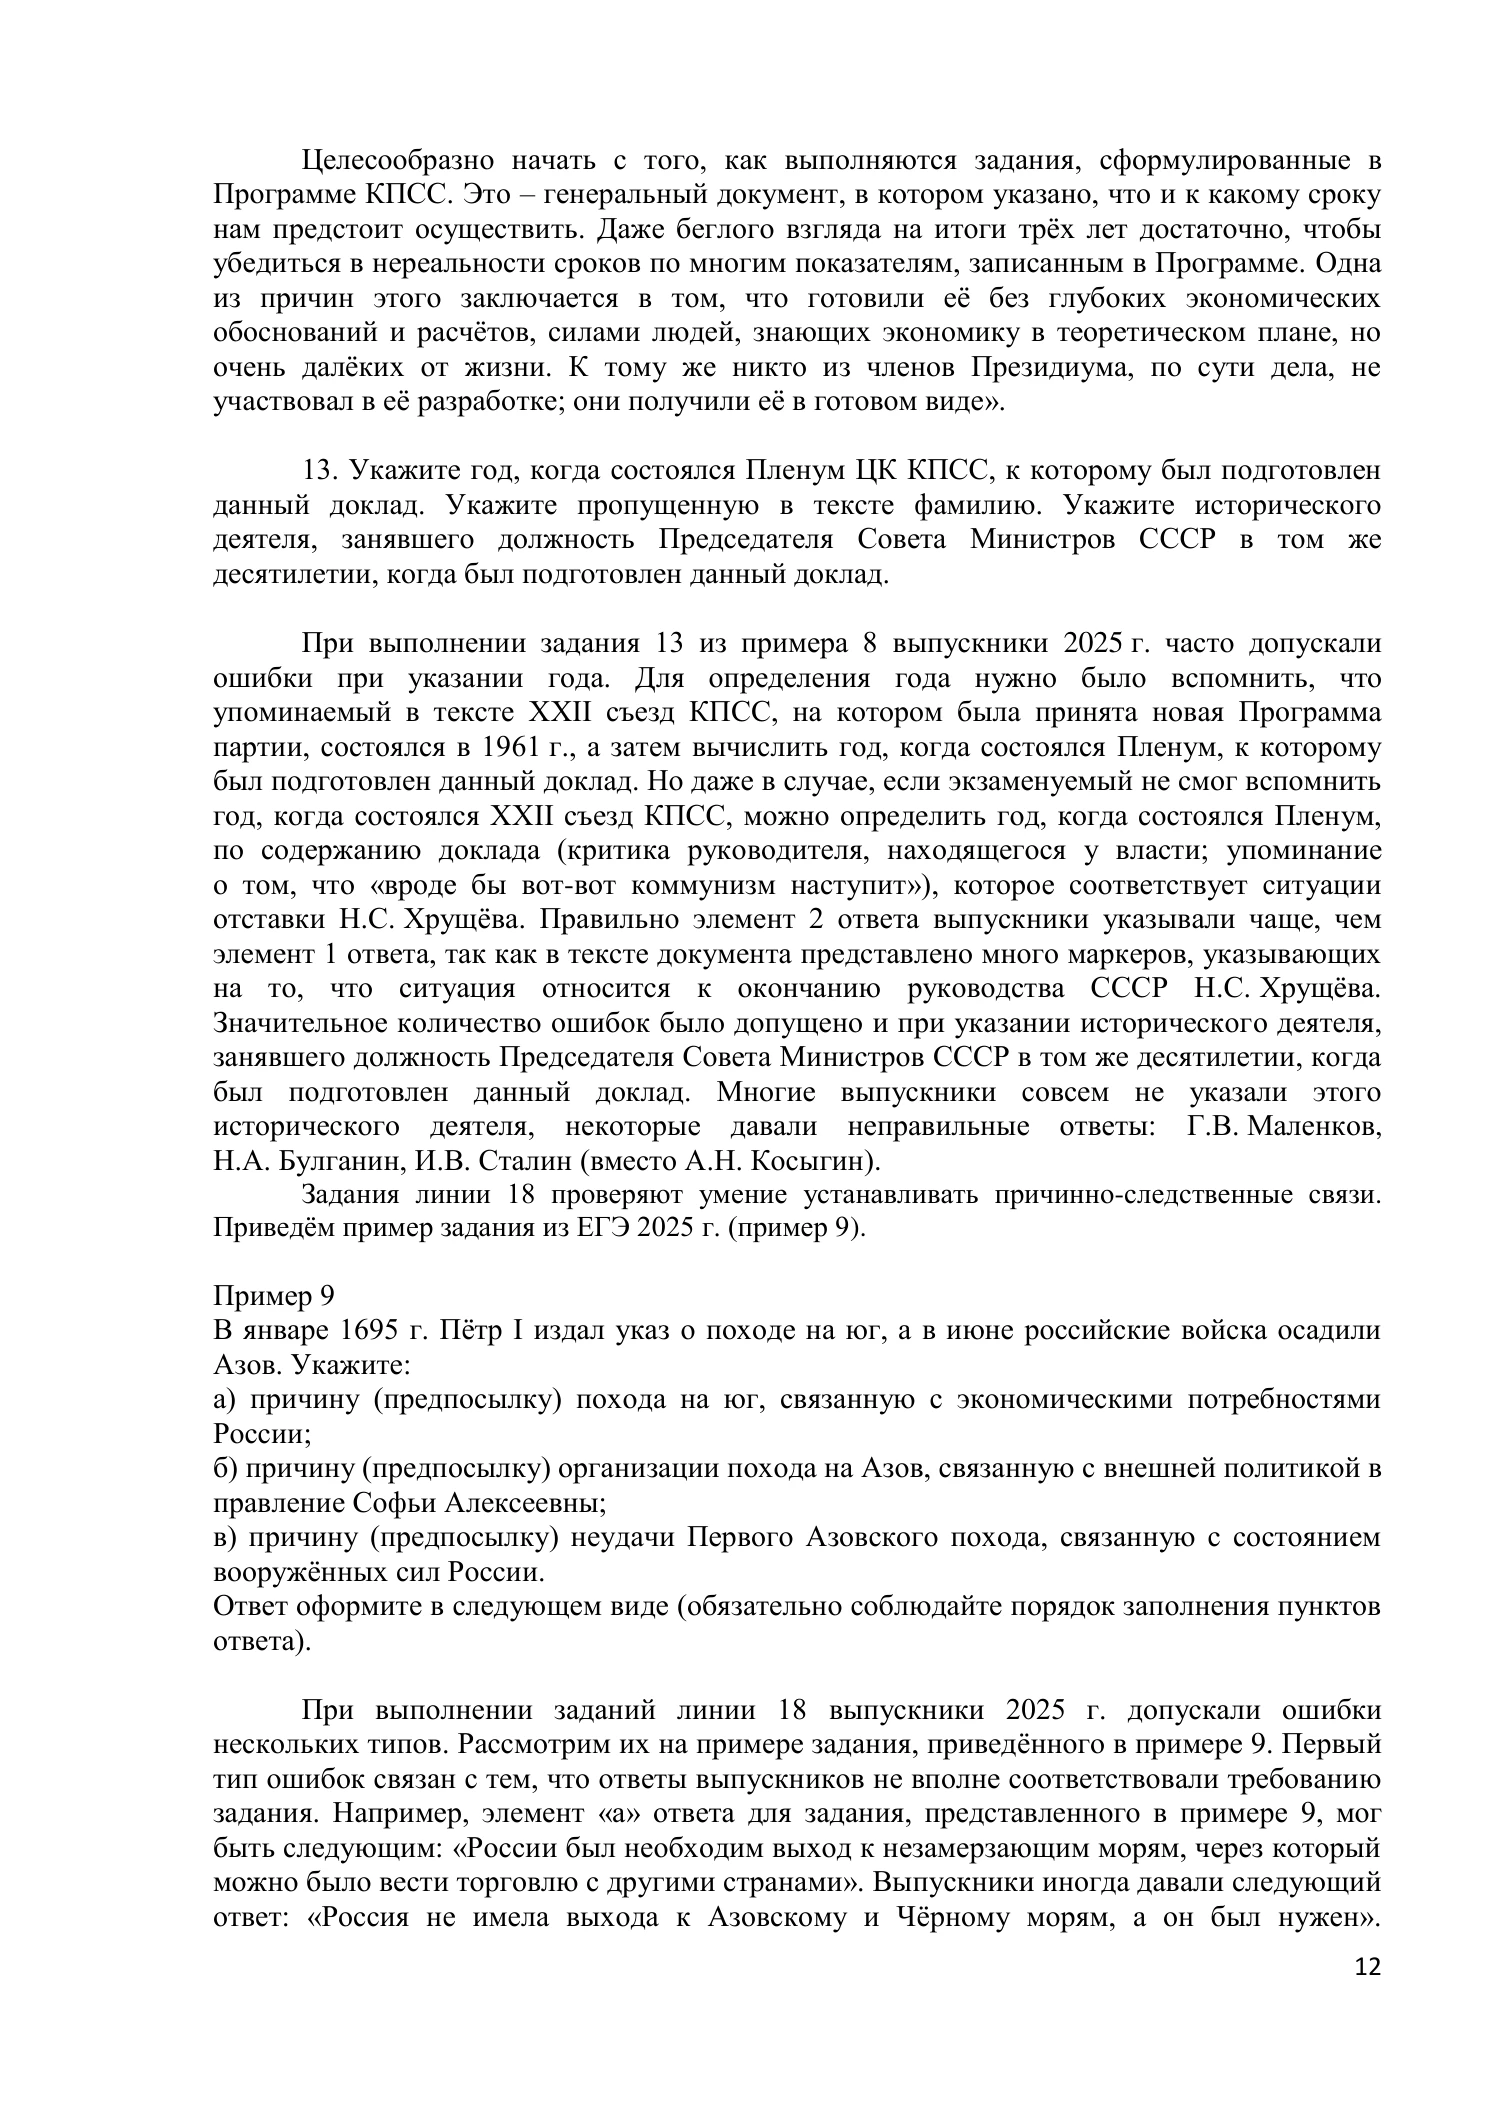 Целесообразно начать с того, как выполняются задания, сформулированные в
Программе КПСС. Это – генеральный документ, в котором указано, что и к какому сроку
нам предстоит осуществить. Даже беглого взгляда на итоги трёх лет достаточно, чтобы
убедиться в нереальности сроков по многим показателям, записанным в Программе. Одна
из причин этого заключается в том, что готовили её без глубоких экономических
обоснований и расчётов, силами людей, знающих экономику в теоретическом плане, но
очень далёких от жизни. К тому же никто из членов Президиума, по сути дела, не
участвовал в её разработке; они получили её в готовом виде».
13. Укажите год, когда состоялся Пленум ЦК КПСС, к которому был подготовлен
данный доклад. Укажите пропущенную в тексте фамилию. Укажите исторического
деятеля, занявшего должность Председателя Совета Министров СССР в том же
десятилетии, когда был подготовлен данный доклад.
При выполнении задания 13 из примера 8 выпускники 2025 г. часто допускали
ошибки при указании года. Для определения года нужно было вспомнить, что
упоминаемый в тексте XXII съезд КПСС, на котором была принята новая Программа
партии, состоялся в 1961 г., а затем вычислить год, когда состоялся Пленум, к которому
был подготовлен данный доклад. Но даже в случае, если экзаменуемый не смог вспомнить
год, когда состоялся XXII съезд КПСС, можно определить год, когда состоялся Пленум,
по содержанию доклада (критика руководителя, находящегося у власти; упоминание
о том, что «вроде бы вот-вот коммунизм наступит»), которое соответствует ситуации
отставки Н.С. Хрущёва. Правильно элемент 2 ответа выпускники указывали чаще, чем
элемент 1 ответа, так как в тексте документа представлено много маркеров, указывающих
на то, что ситуация относится к окончанию руководства СССР Н.С. Хрущёва.
Значительное количество ошибок было допущено и при указании исторического деятеля,
занявшего должность Председателя Совета Министров СССР в том же десятилетии, когда
был подготовлен данный доклад. Многие выпускники совсем не указали этого
исторического деятеля, некоторые давали неправильные ответы: Г.В. Маленков,
Н.А. Булганин, И.В. Сталин (вместо А.Н. Косыгин).
Задания линии 18 проверяют умение устанавливать причинно-следственные связи.
Приведём пример задания из ЕГЭ 2025 г. (пример 9).
Пример 9
В январе 1695 г. Пётр I издал указ о походе на юг, а в июне российские войска осадили
Азов. Укажите:
а) причину (предпосылку) похода на юг, связанную с экономическими потребностями
России;
б) причину (предпосылку) организации похода на Азов, связанную с внешней политикой в
правление Софьи Алексеевны;
в) причину (предпосылку) неудачи Первого Азовского похода, связанную с состоянием
вооружённых сил России.
Ответ оформите в следующем виде (обязательно соблюдайте порядок заполнения пунктов
ответа).
При выполнении заданий линии 18 выпускники 2025 г. допускали ошибки
нескольких типов. Рассмотрим их на примере задания, приведённого в примере 9. Первый
тип ошибок связан с тем, что ответы выпускников не вполне соответствовали требованию
задания. Например, элемент «а» ответа для задания, представленного в примере 9, мог
быть следующим: «России был необходим выход к незамерзающим морям, через который
можно было вести торговлю с другими странами». Выпускники иногда давали следующий
ответ: «Россия не имела выхода к Азовскому и Чёрному морям, а он был нужен».
12